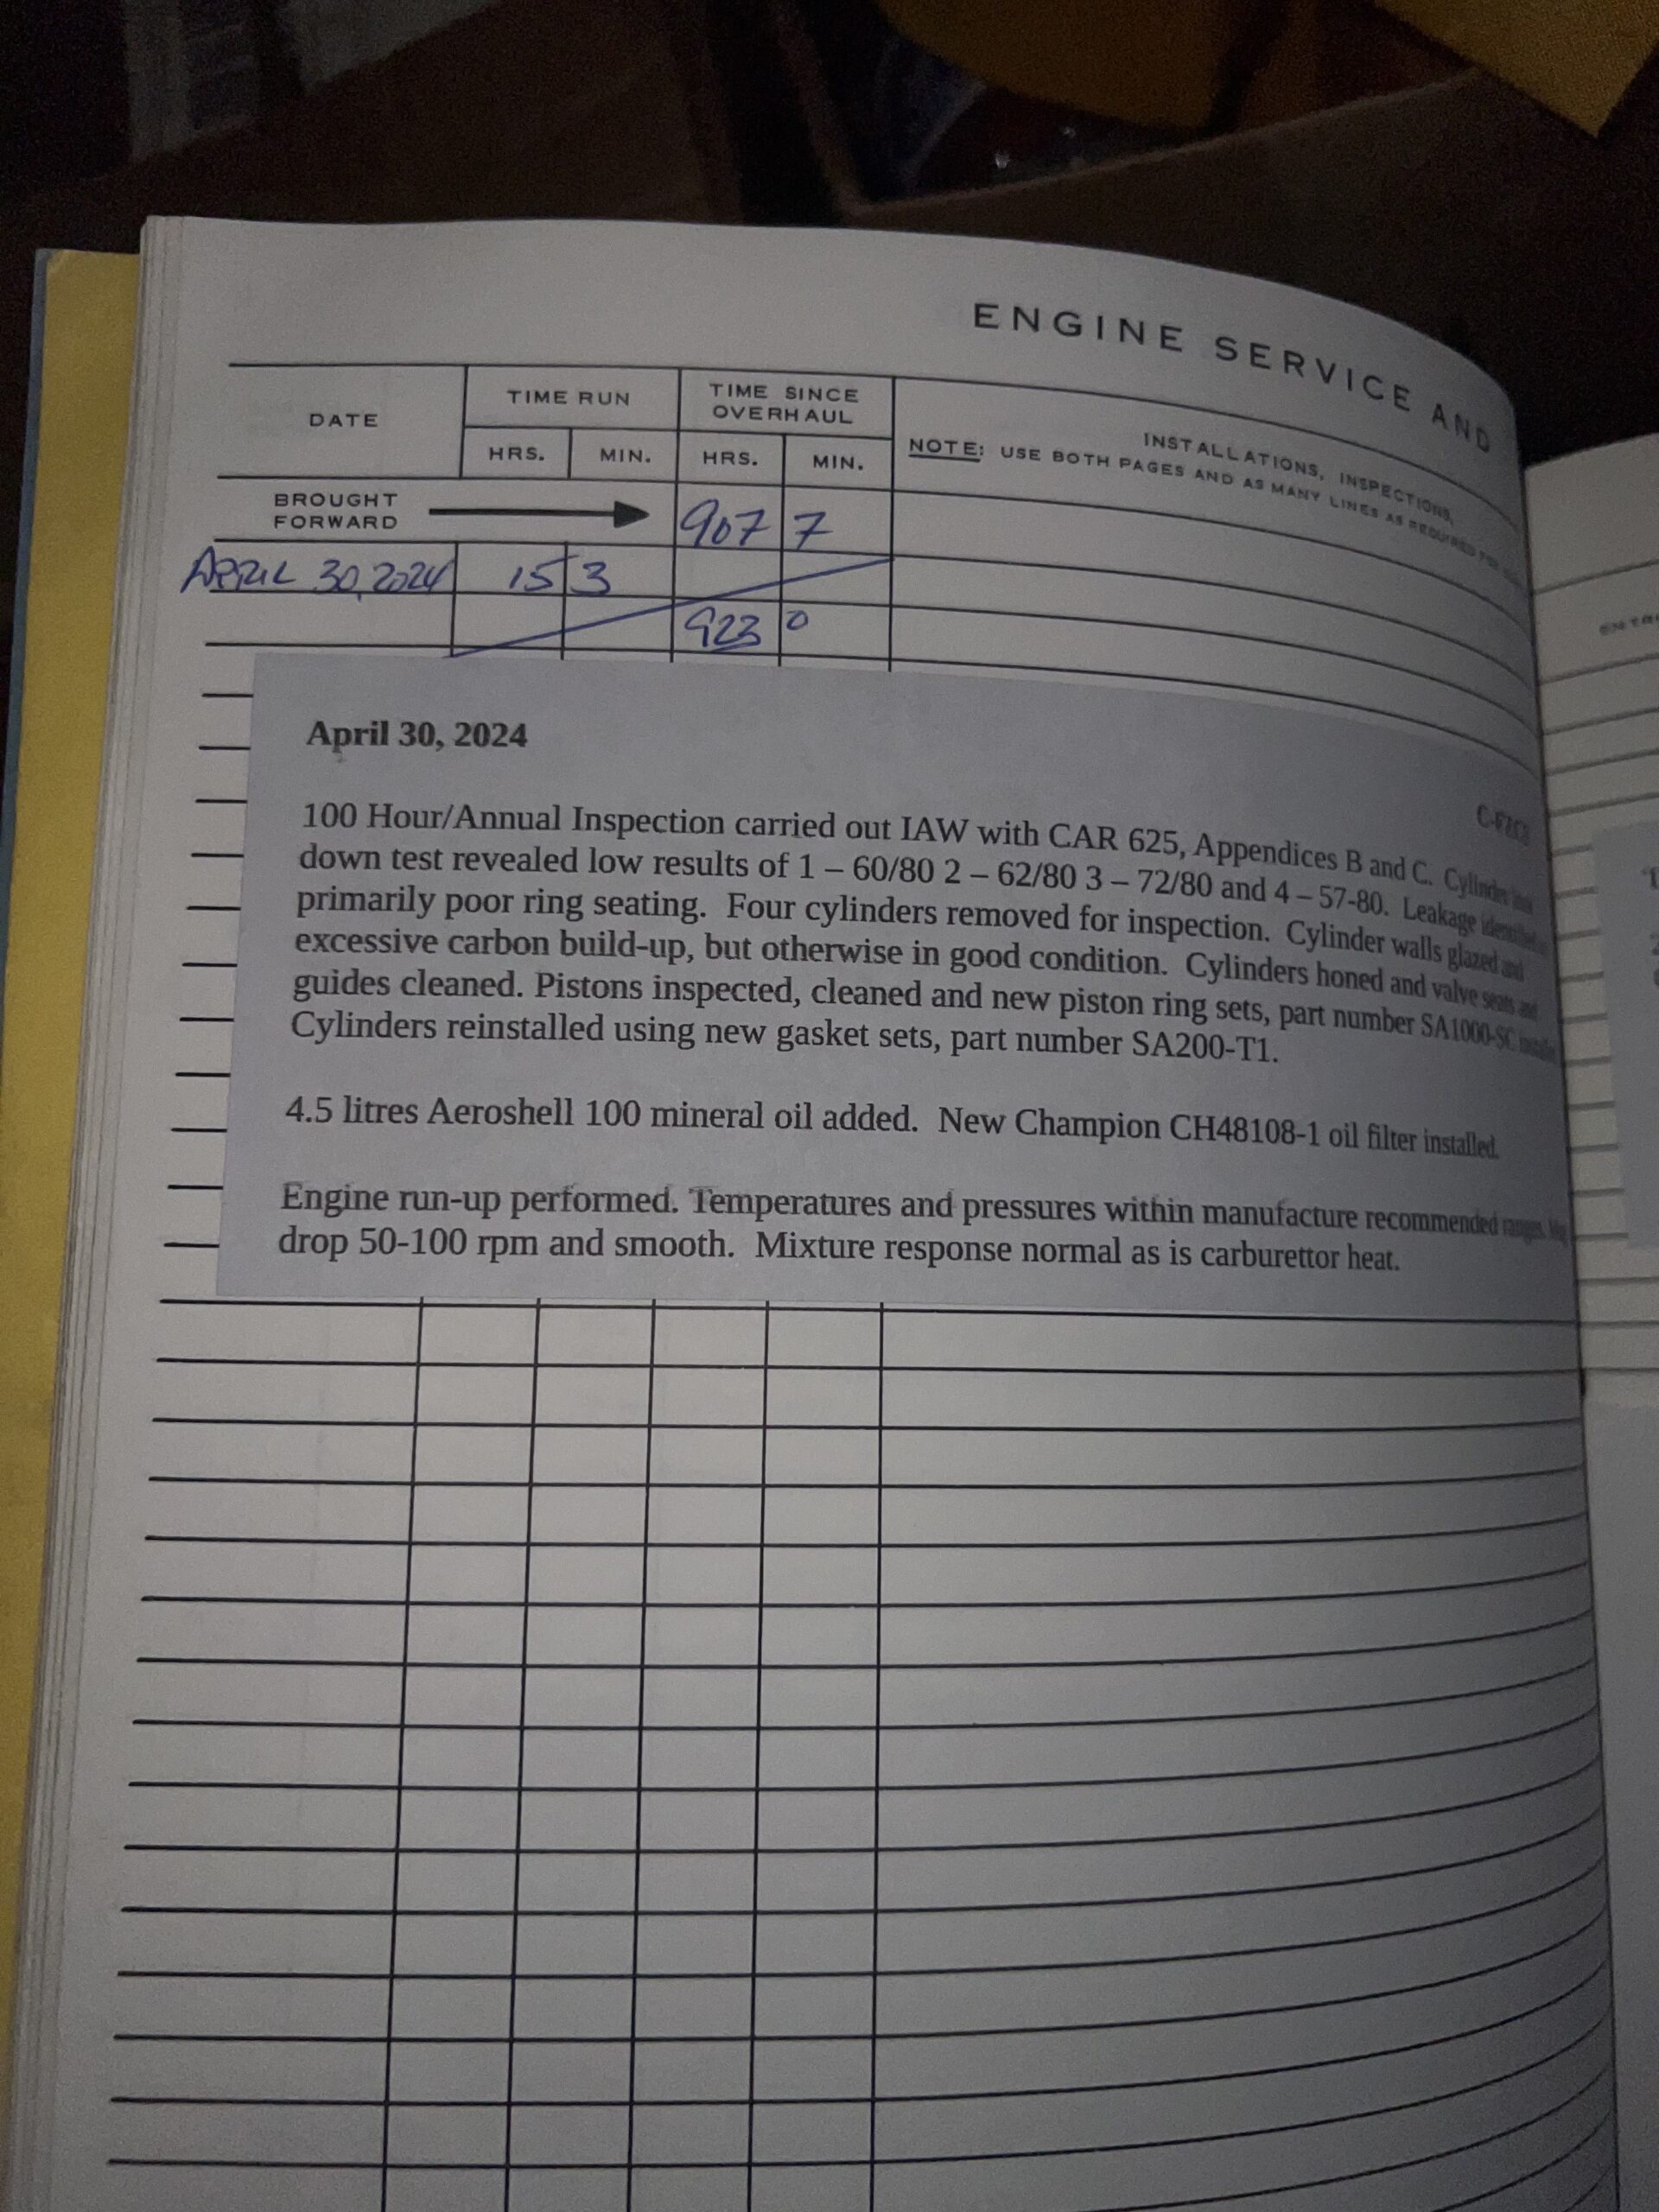 ENGINE SERVICE AND
DATE
TIME RUN
TIME SINCE
OVERHAUL
HRS. MIN. HRS. MIN.
INSTALLATIONS, INSPECTIONS,
NOTE: USE BOTH PAGES AND AS MANY LINES AS REQUIRED
BROUGHT
FORWARD
907 7
APRIL 30, 2024 15 3
923 0
April 30, 2024
100 Hour/Annual Inspection carried out IAW with CAR 625, Appendices B and C. Cylinder
down test revealed low results of 1 – 60/80 2 – 62/80 3 – 72/80 and 4 – 57-80. Leakage
primarily poor ring seating. Four cylinders removed for inspection. Cylinder walls glazed and
excessive carbon build-up, but otherwise in good condition. Cylinders honed and valve seats and
guides cleaned. Pistons inspected, cleaned and new piston ring sets, part number SA1000-SC
Cylinders reinstalled using new gasket sets, part number SA200-T1.
4.5 litres Aeroshell 100 mineral oil added. New Champion CH48108-1 oil filter installed.
Engine run-up performed. Temperatures and pressures within manufacture recommended ranges.
drop 50-100 rpm and smooth. Mixture response normal as is carburettor heat.